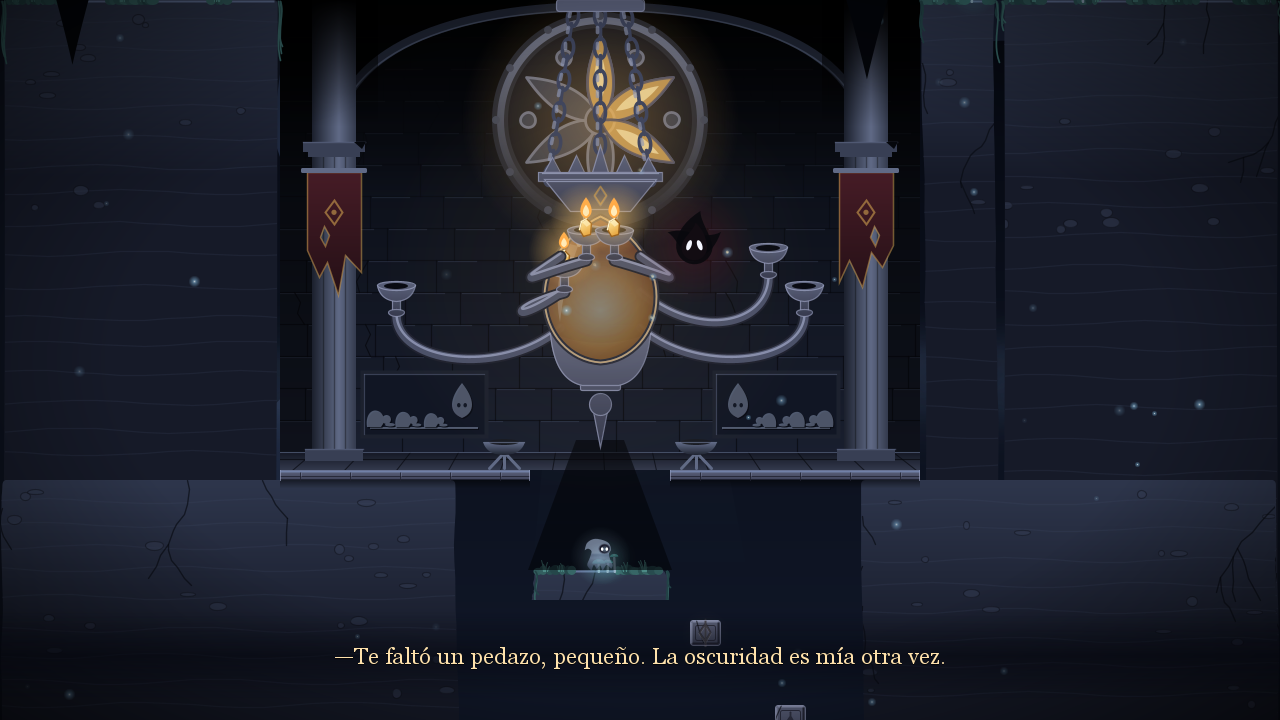 —Te faltó un pedazo, pequeño. La oscuridad es mía otra vez.